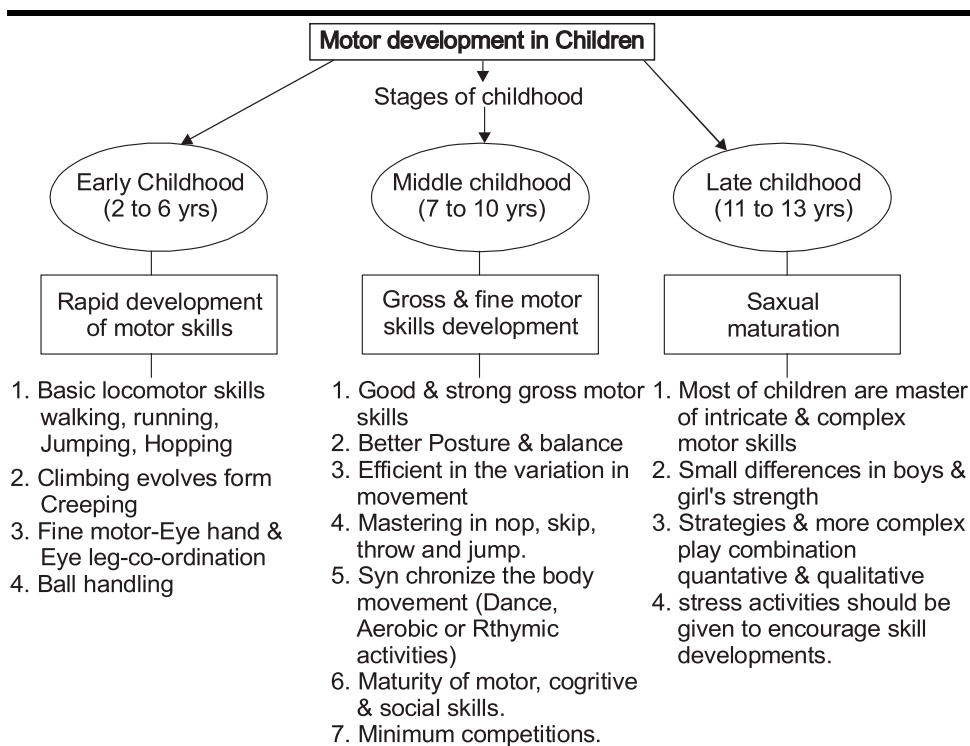 Motor development in Children
Stages of childhood
Early Childhood
(2 to 6 yrs)
Rapid development
of motor skills
1. Basic locomotor skills
walking, running,
Jumping, Hopping
2. Climbing evolves form
Creeping
3. Fine motor-Eye hand &
Eye leg-co-ordination
4. Ball handling
Middle childhood
(7 to 10 yrs)
Gross & fine motor
skills development
1. Good & strong gross motor
skills
2. Better Posture & balance
3. Efficient in the variation in
movement
4. Mastering in nop, skip,
throw and jump.
5. Syn chronize the body
movement (Dance,
Aerobic or Rthymic
activities)
6. Maturity of motor, cogritive
& social skills.
7. Minimum competitions.
Late childhood
(11 to 13 yrs)
Saxual
maturation
1. Most of children are master
of intricate & complex
motor skills
2. Small differences in boys &
girl's strength
3. Strategies & more complex
play combination
quantative & qualitative
4. stress activities should be
given to encourage skill
developments.